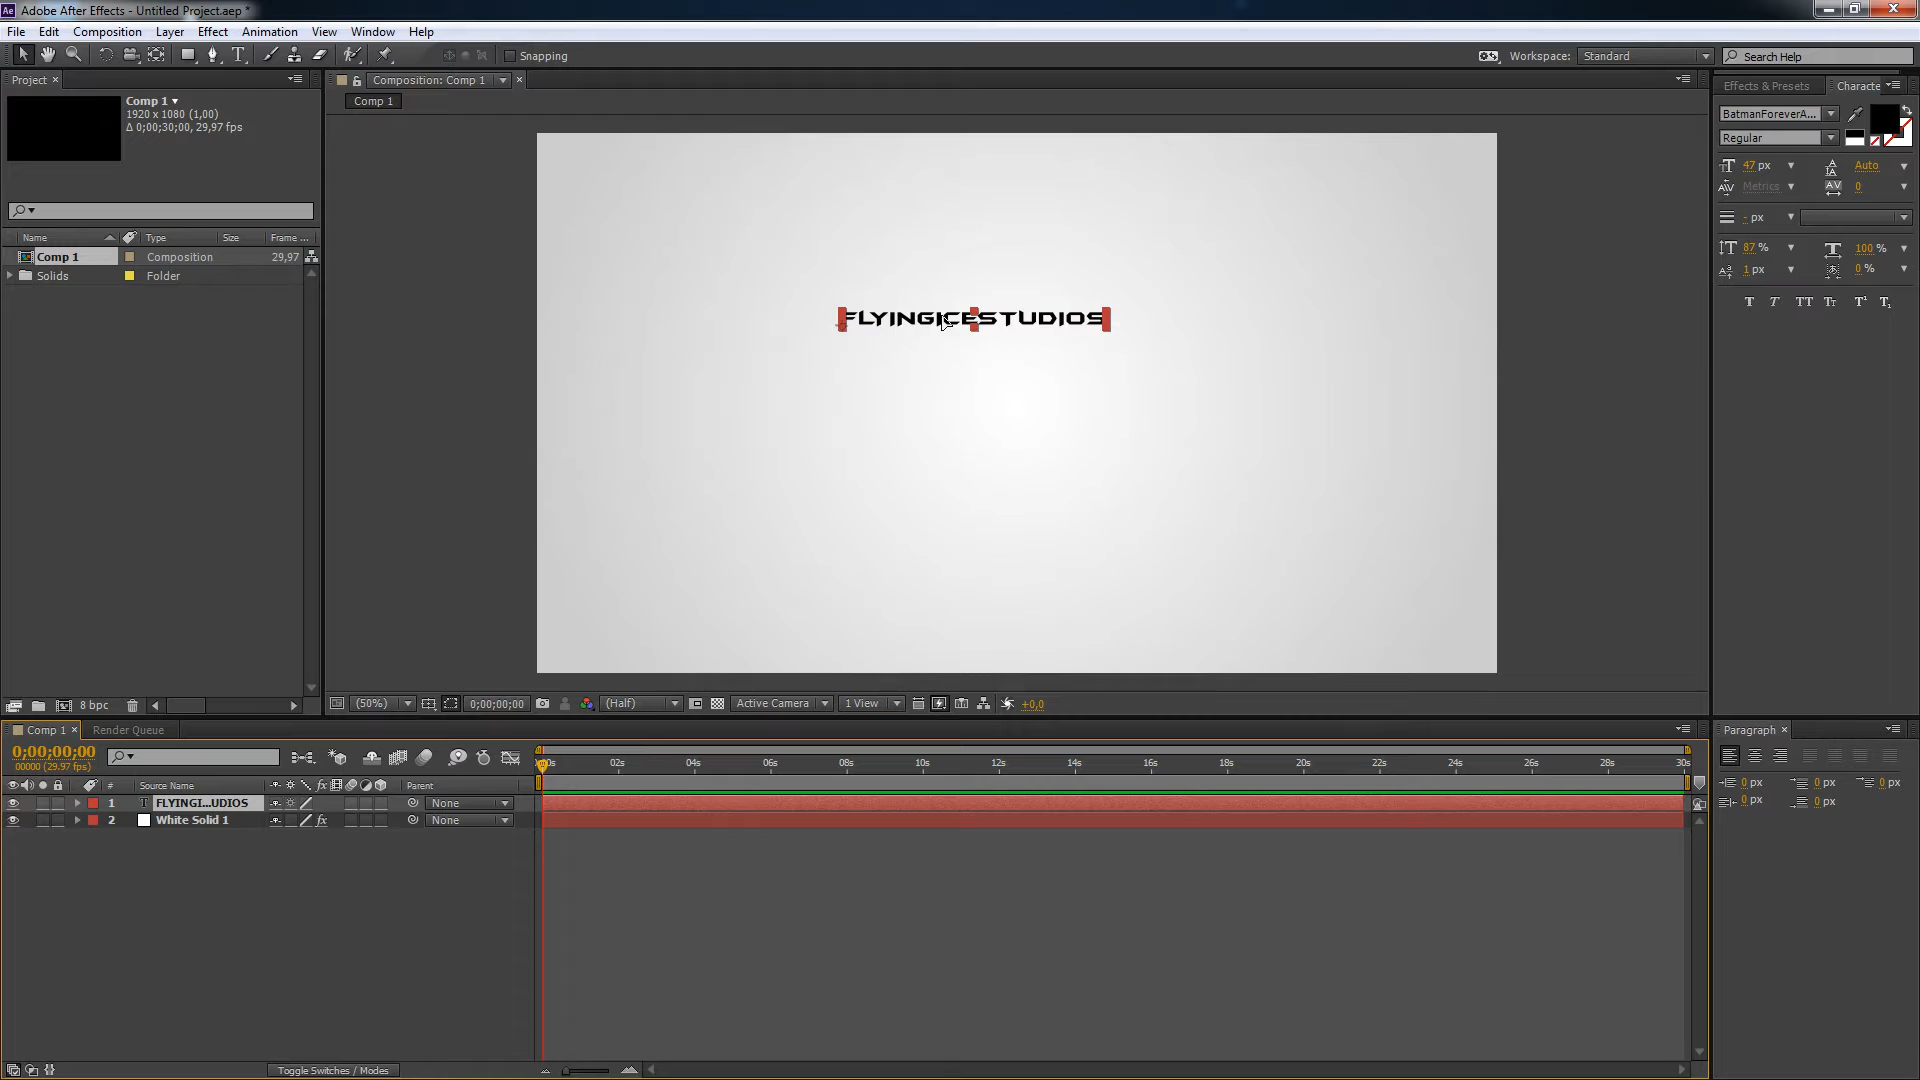 Ae Adobe After Effects - Untitled Project.aep *
File Edit Composition Layer Effect Animation View Window Help
Snapping
Workspace: Standard
Search Help
Project
Comp 1
1920 x 1080 (1,00)
Δ 0;00;30;00, 29,97 fps
Name Type Size Frame ...
Comp 1 Composition 29,97
Solids Folder
8 bpc
Composition: Comp 1
Comp 1
FLYINGICESTUDIOS
(50%) 0;00;00;00 (Half) Active Camera 1 View +0,0
Effects & Presets Characte
BatmanForeverA...
Regular
47 px Auto
Metrics 0
- px
87 % 100 %
1 px 0 %
T T TT Tt T¹ T₁
Comp 1 Render Queue
0;00;00;00
00000 (29.97 fps)
# Source Name Parent
1 T FLYINGI...UDIOS None
2 White Solid 1 fx None
02s 04s 06s 08s 10s 12s 14s 16s 18s 20s 22s 24s 26s 28s 30s
Toggle Switches / Modes
Paragraph
0 px 0 px 0 px
0 px 0 px